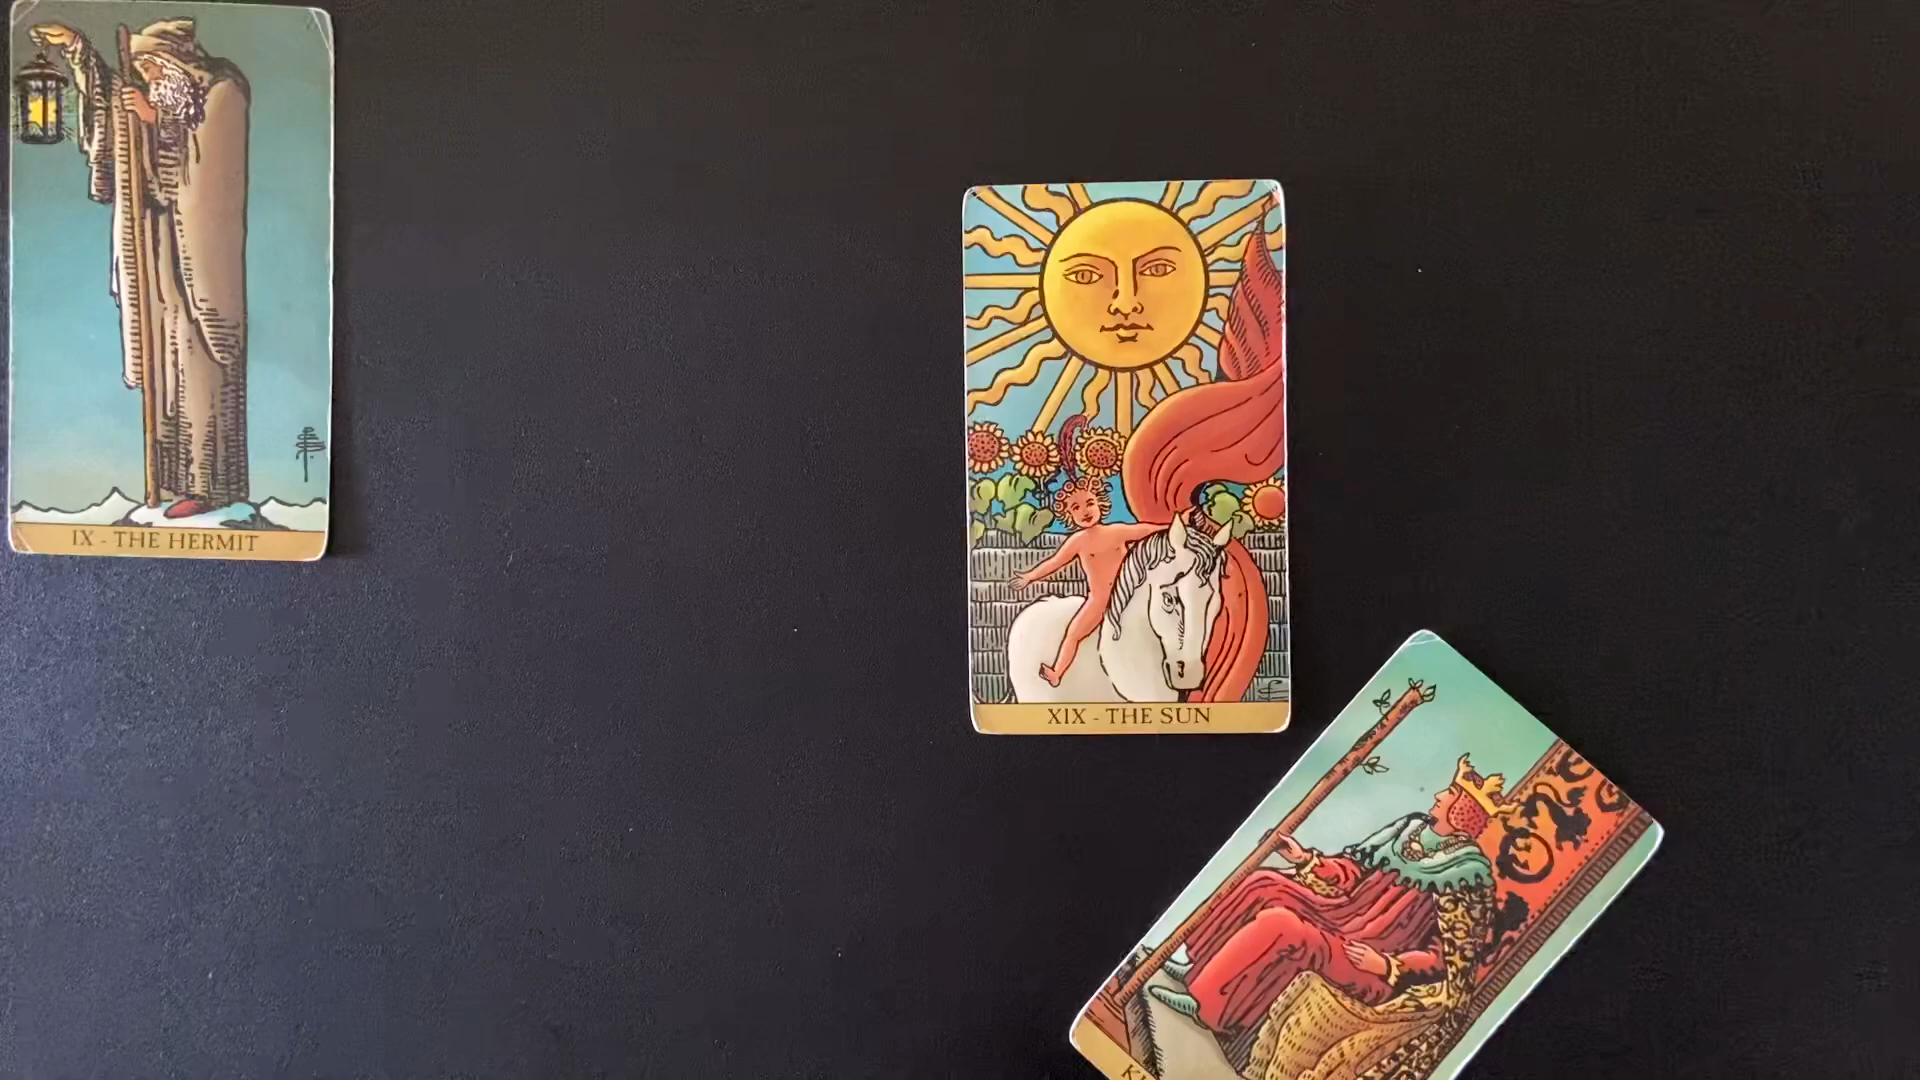 IX - THE HERMIT
XIX - THE SUN